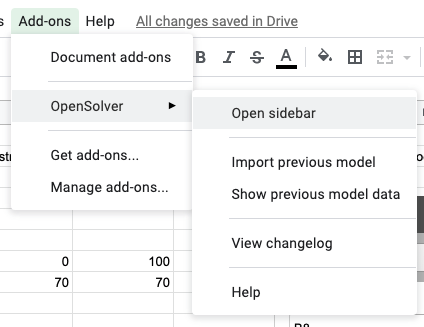 Add-ons Help All changes saved in Drive
Document add-ons
B I S A
OpenSolver
Open sidebar
Get add-ons...
Import previous model
Manage add-ons...
Show previous model data
View changelog
0 100
70 70
Help